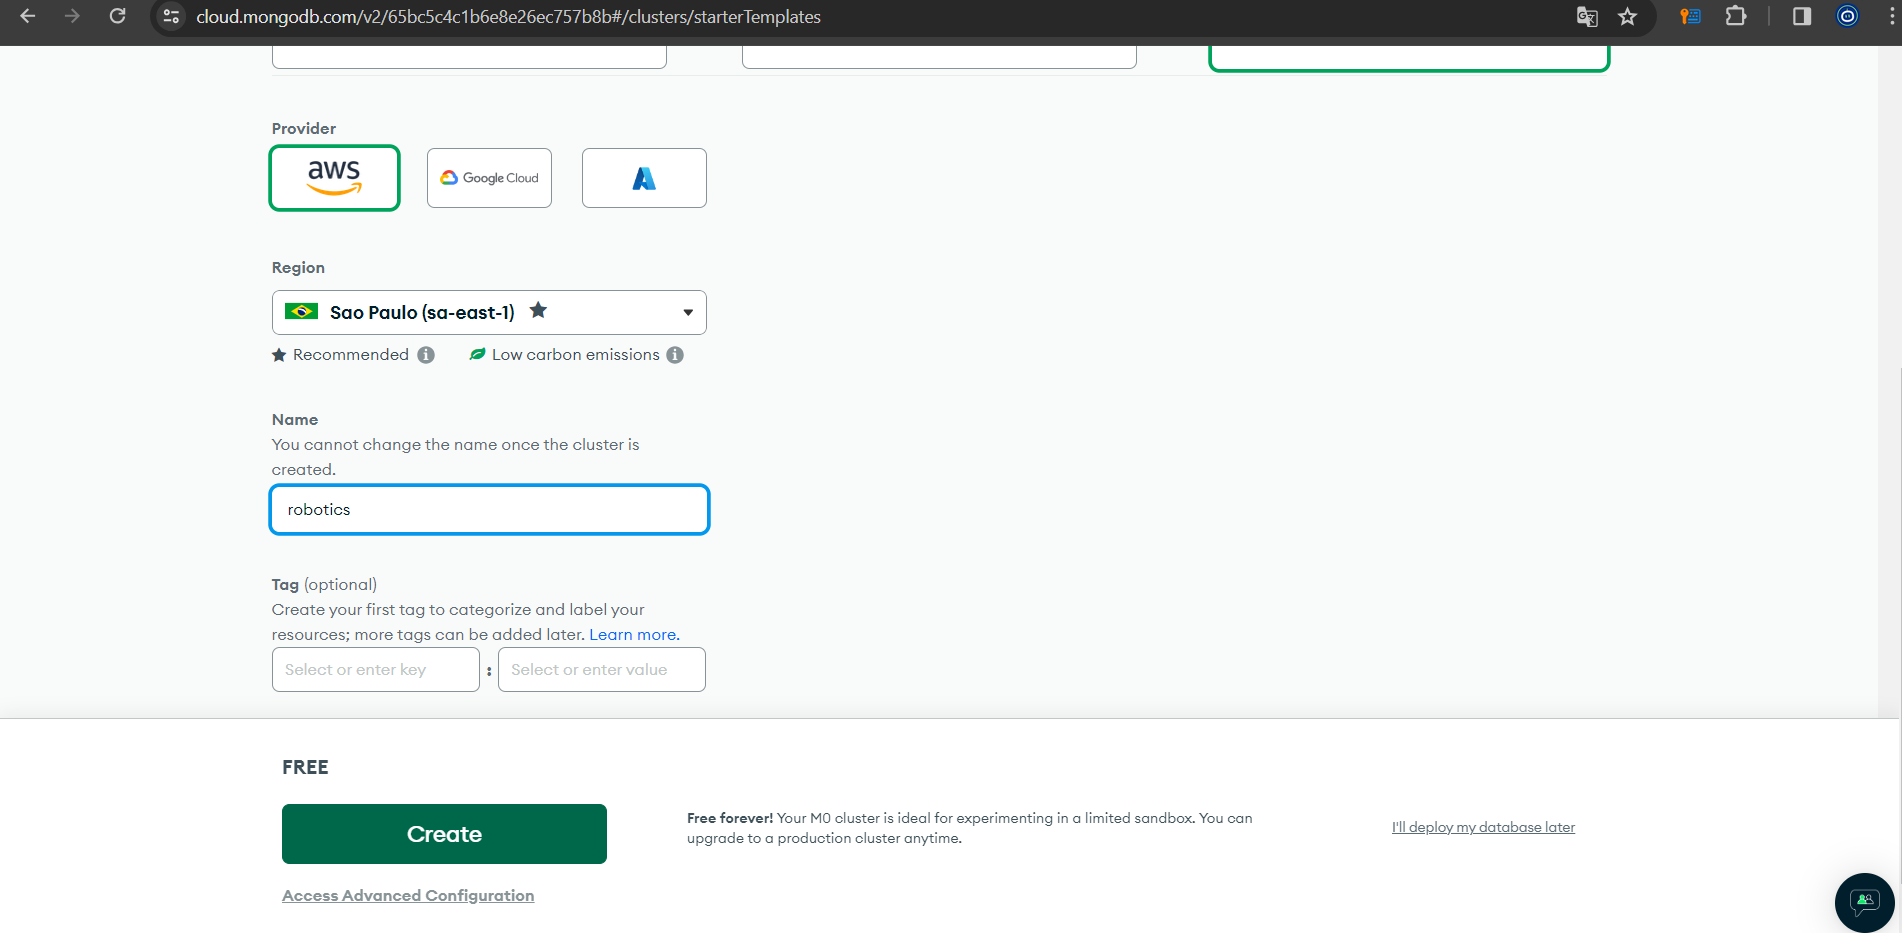 cloud.mongodb.com/v2/65bc5c4c1b6e8e26ec757b8b#/clusters/starterTemplates
Provider
aws
Google Cloud
Region
Sao Paulo (sa-east-1)
Recommended
Low carbon emissions
Name
You cannot change the name once the cluster is
created.
robotics
Tag (optional)
Create your first tag to categorize and label your
resources; more tags can be added later. Learn more.
Select or enter key : Select or enter value
FREE
Create
Free forever! Your M0 cluster is ideal for experimenting in a limited sandbox. You can
upgrade to a production cluster anytime.
I'll deploy my database later
Access Advanced Configuration